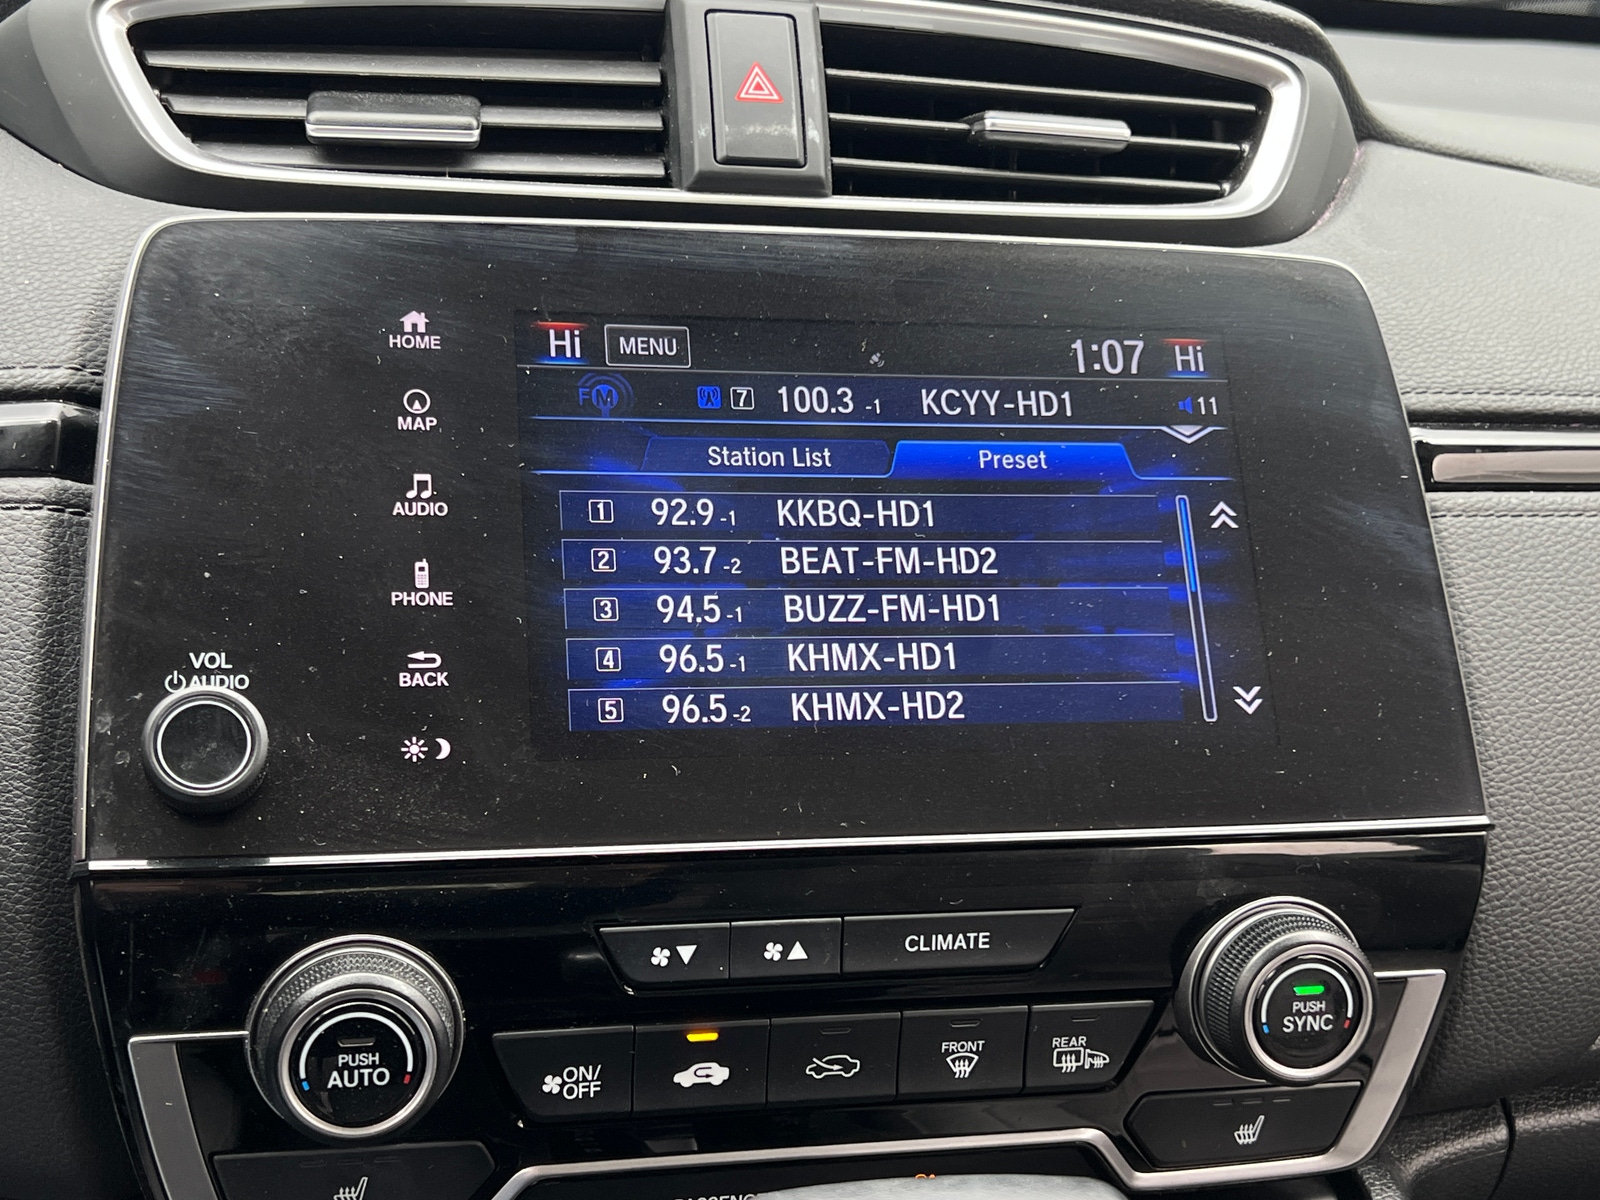 Hi MENU 1:07 Hi
FM 7 100.3 -1 KCYY-HD1 11
Station List Preset
1 92.9 -1 KKBQ-HD1
2 93.7 -2 BEAT-FM-HD2
3 94.5 -1 BUZZ-FM-HD1
4 96.5 -1 KHMX-HD1
5 96.5 -2 KHMX-HD2
HOME
MAP
AUDIO
PHONE
BACK
VOL
AUDIO
CLIMATE
PUSH
AUTO
ON/
OFF
FRONT
REAR
PUSH
SYNC